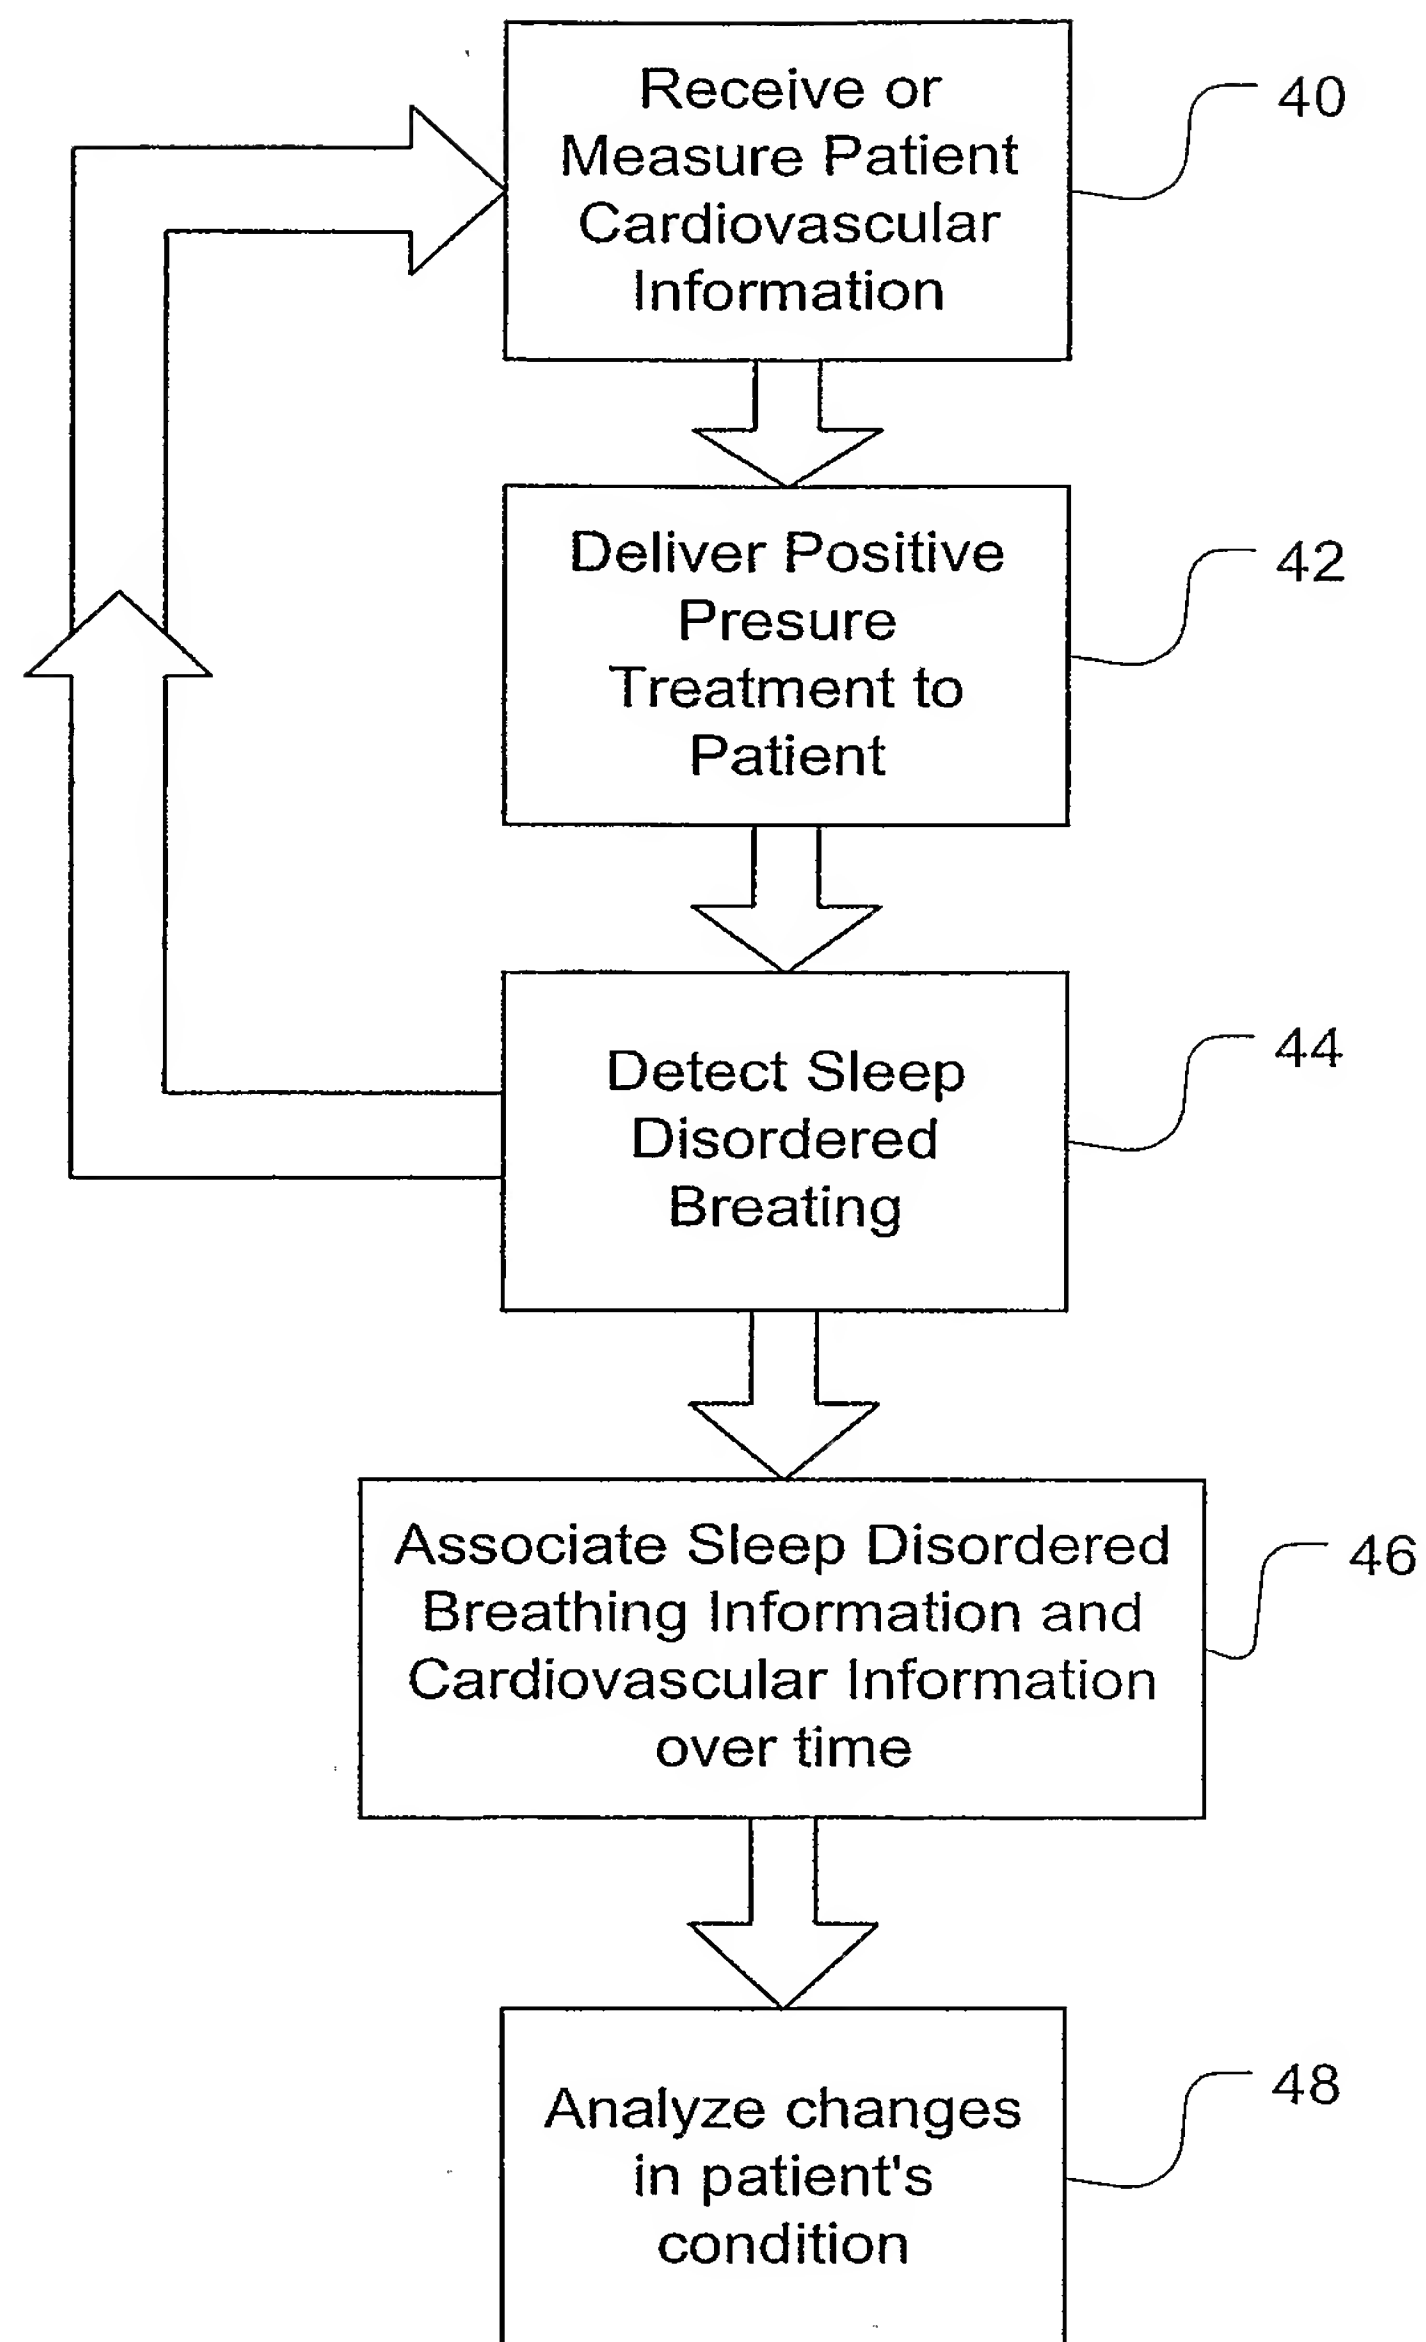 Receive or
Measure Patient
Cardiovascular
Information
40
Deliver Positive
Presure
Treatment to
Patient
42
Detect Sleep
Disordered
Breating
44
Associate Sleep Disordered
Breathing Information and
Cardiovascular Information
over time
46
Analyze changes
in patient's
condition
48